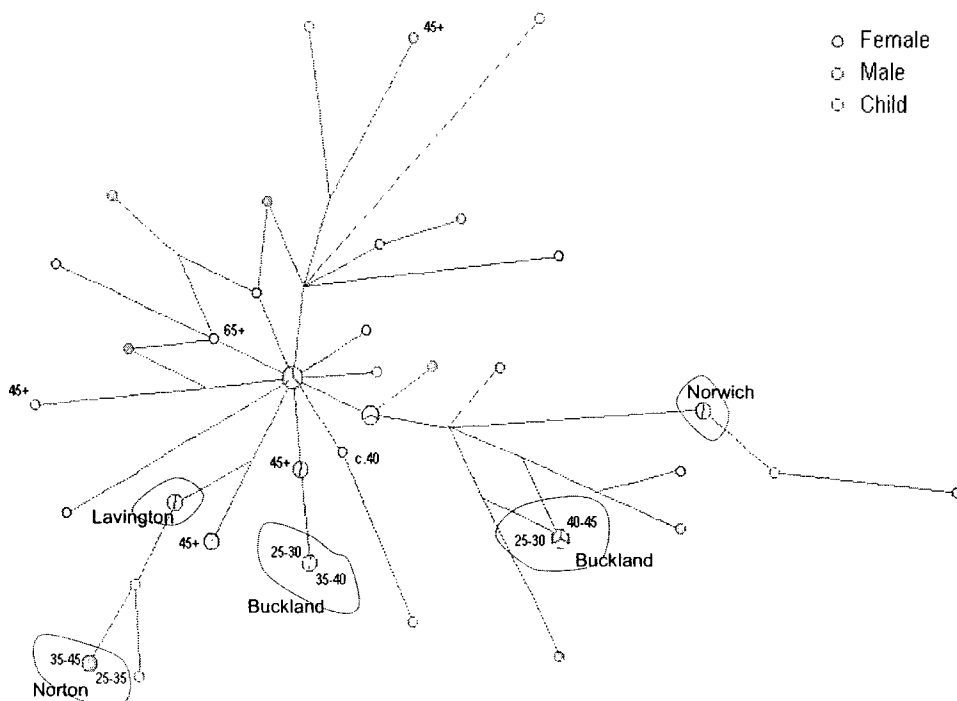 45+
Female
Male
Child
65+
45+
Norwich
45+
c.40
Lavington
45+
40-45
25-30
Buckland
25-30
35-40
Buckland
35-45
25-35
Norton